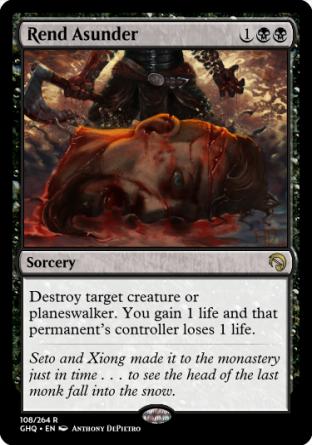 Rend Asunder 1
Sorcery
Destroy target creature or
planeswalker. You gain 1 life and that
permanent's controller loses 1 life.
Seto and Xiong made it to the monastery
just in time . . . to see the head of the last
monk fall into the snow.
108/264 R
GHQ • EN Anthony DePietro